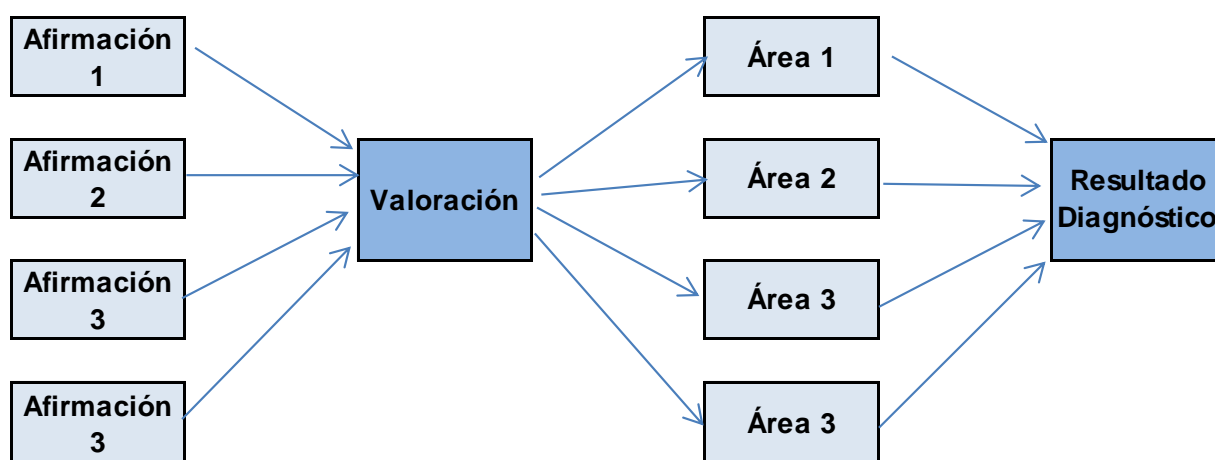 Afirmación
1
Afirmación
2
Afirmación
3
Afirmación
3
Valoración
Área 1
Área 2
Área 3
Área 3
Resultado
Diagnóstico